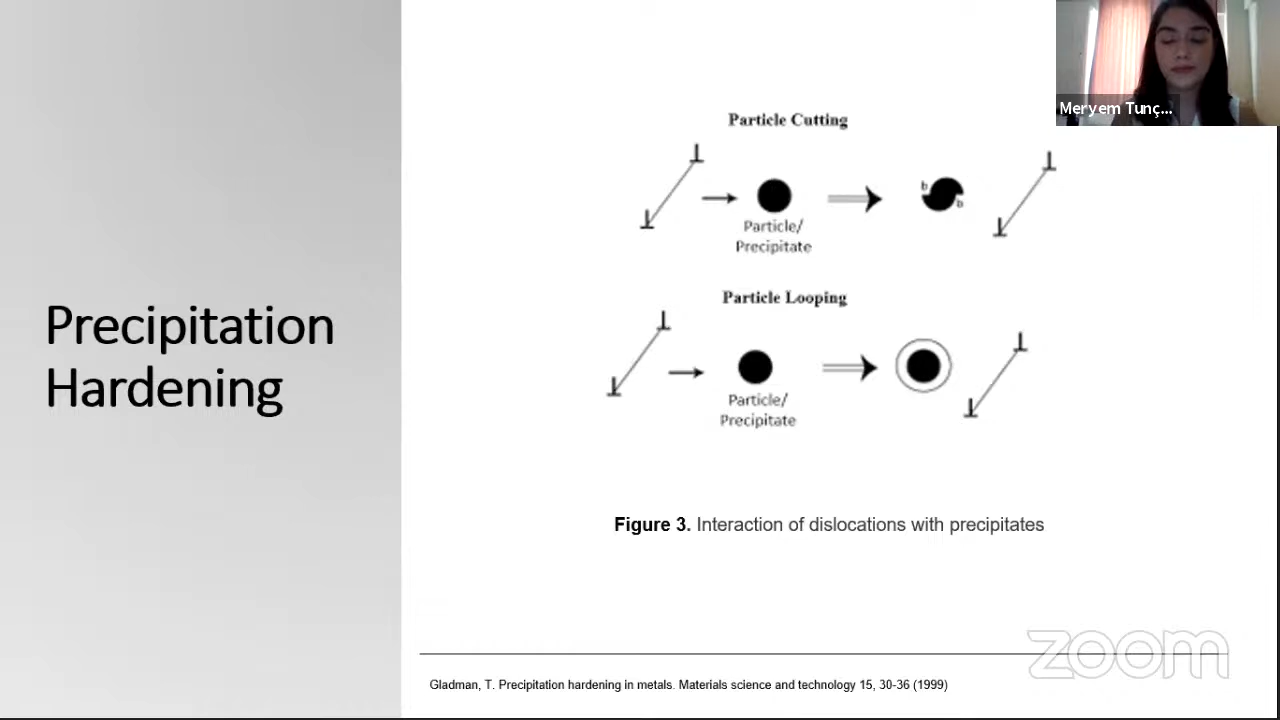 Meryem Tunç...
Particle Cutting
b
b
Particle/
Precipitate
Particle Looping
Precipitation
Hardening
Particle/
Precipitate
Figure 3. Interaction of dislocations with precipitates
zoom
Gladman, T. Precipitation hardening in metals. Materials science and technology 15, 30-36 (1999)